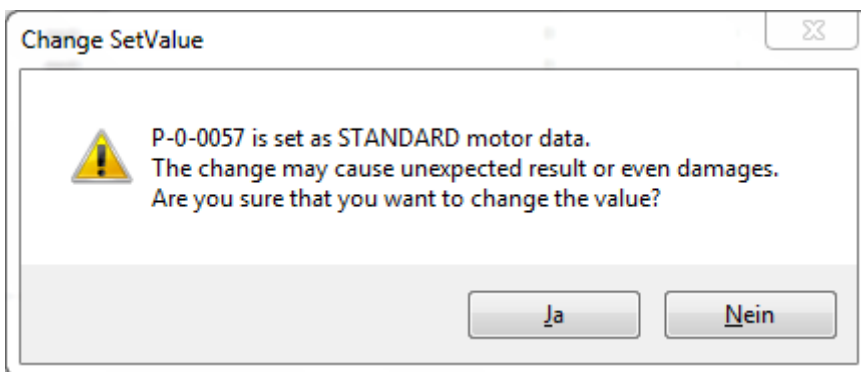 Change SetValue
P-0-0057 is set as STANDARD motor data.
The change may cause unexpected result or even damages.
Are you sure that you want to change the value?
Ja
Nein